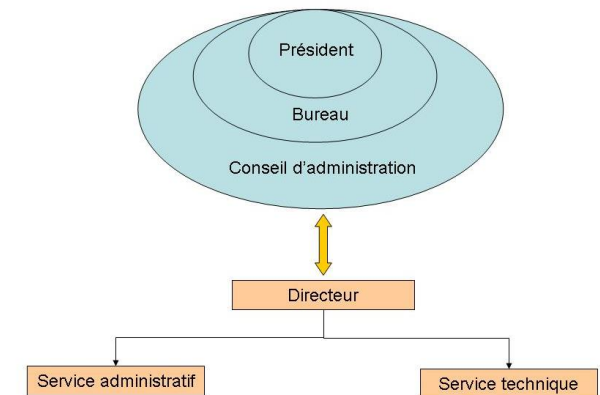 Président
Bureau
Conseil d'administration
Directeur
Service administratif
Service technique